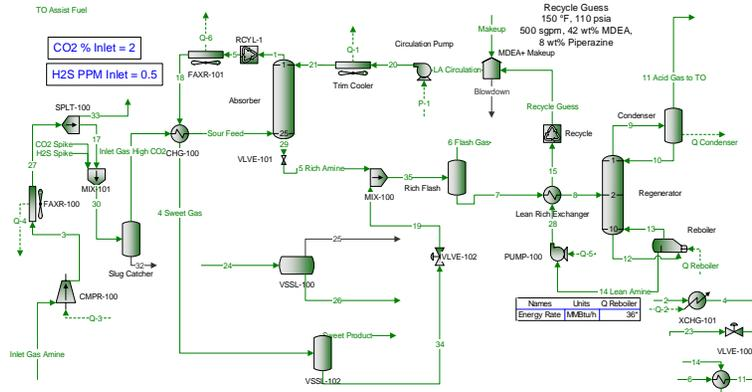 TO Assist Fuel
CO2 % Inlet = 2
H2S PPM Inlet = 0.5
Recycle Guess
150 °F, 110 psia
500 sgpm, 42 wt% MDEA,
8 wt% Piperazine
Q-6
RCYL-1
5
1
FAXR-101
18
Absorber
1
25
21
Q-1
Trim Cooler
20
Circulation Pump
LA Circulation
P-1
Makeup
MDEA+ Makeup
Blowdown
Recycle Guess
Recycle
15
11 Acid Gas to TO
Condenser
9
Q Condenser
10
SPLT-100
33
17
CO2 Spike
H2S Spike
Inlet Gas High CO2
MIX-101
30
27
FAXR-100
Q-4
3
32
Slug Catcher
CMPR-100
Q-3
Inlet Gas Amine
CHG-100
Sour Feed
29
VLVE-101
5 Rich Amine
MIX-100
35
Rich Flash
6 Flash Gas
7
Lean Rich Exchanger
8
28
1
2
10
Regenerator
13
Reboiler
12
Q Reboiler
PUMP-100
Q-5
14 Lean Amine
4 Sweet Gas
19
25
24
VSSL-100
26
VLVE-102
34
Sweet Product
VSSL-102
Names Units Q Reboiler
Energy Rate MMBtu/h 36*
2
Q-2
4
XCHG-101
23
VLVE-100
14
6
11